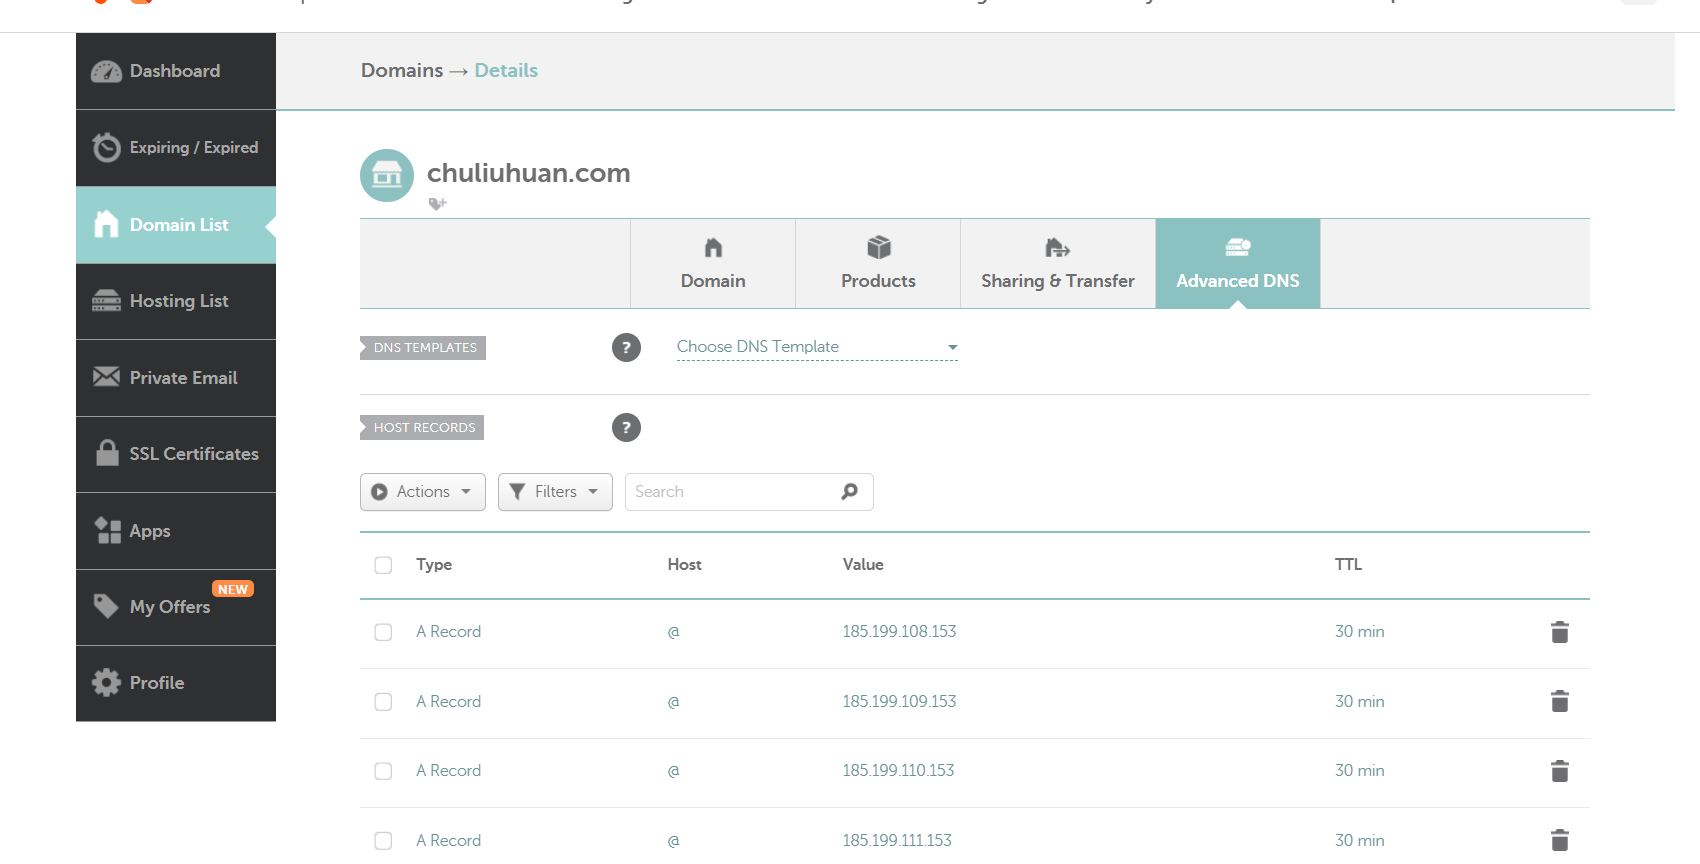 Dashboard
Expiring / Expired
Domain List
Hosting List
Private Email
SSL Certificates
Apps
NEW
My Offers
Profile
Domains → Details
chuliuhuan.com
Domain
Products
Sharing & Transfer
Advanced DNS
DNS TEMPLATES
?
Choose DNS Template
HOST RECORDS
?
Actions
Filters
Search
Type Host Value TTL
A Record @ 185.199.108.153 30 min
A Record @ 185.199.109.153 30 min
A Record @ 185.199.110.153 30 min
A Record @ 185.199.111.153 30 min